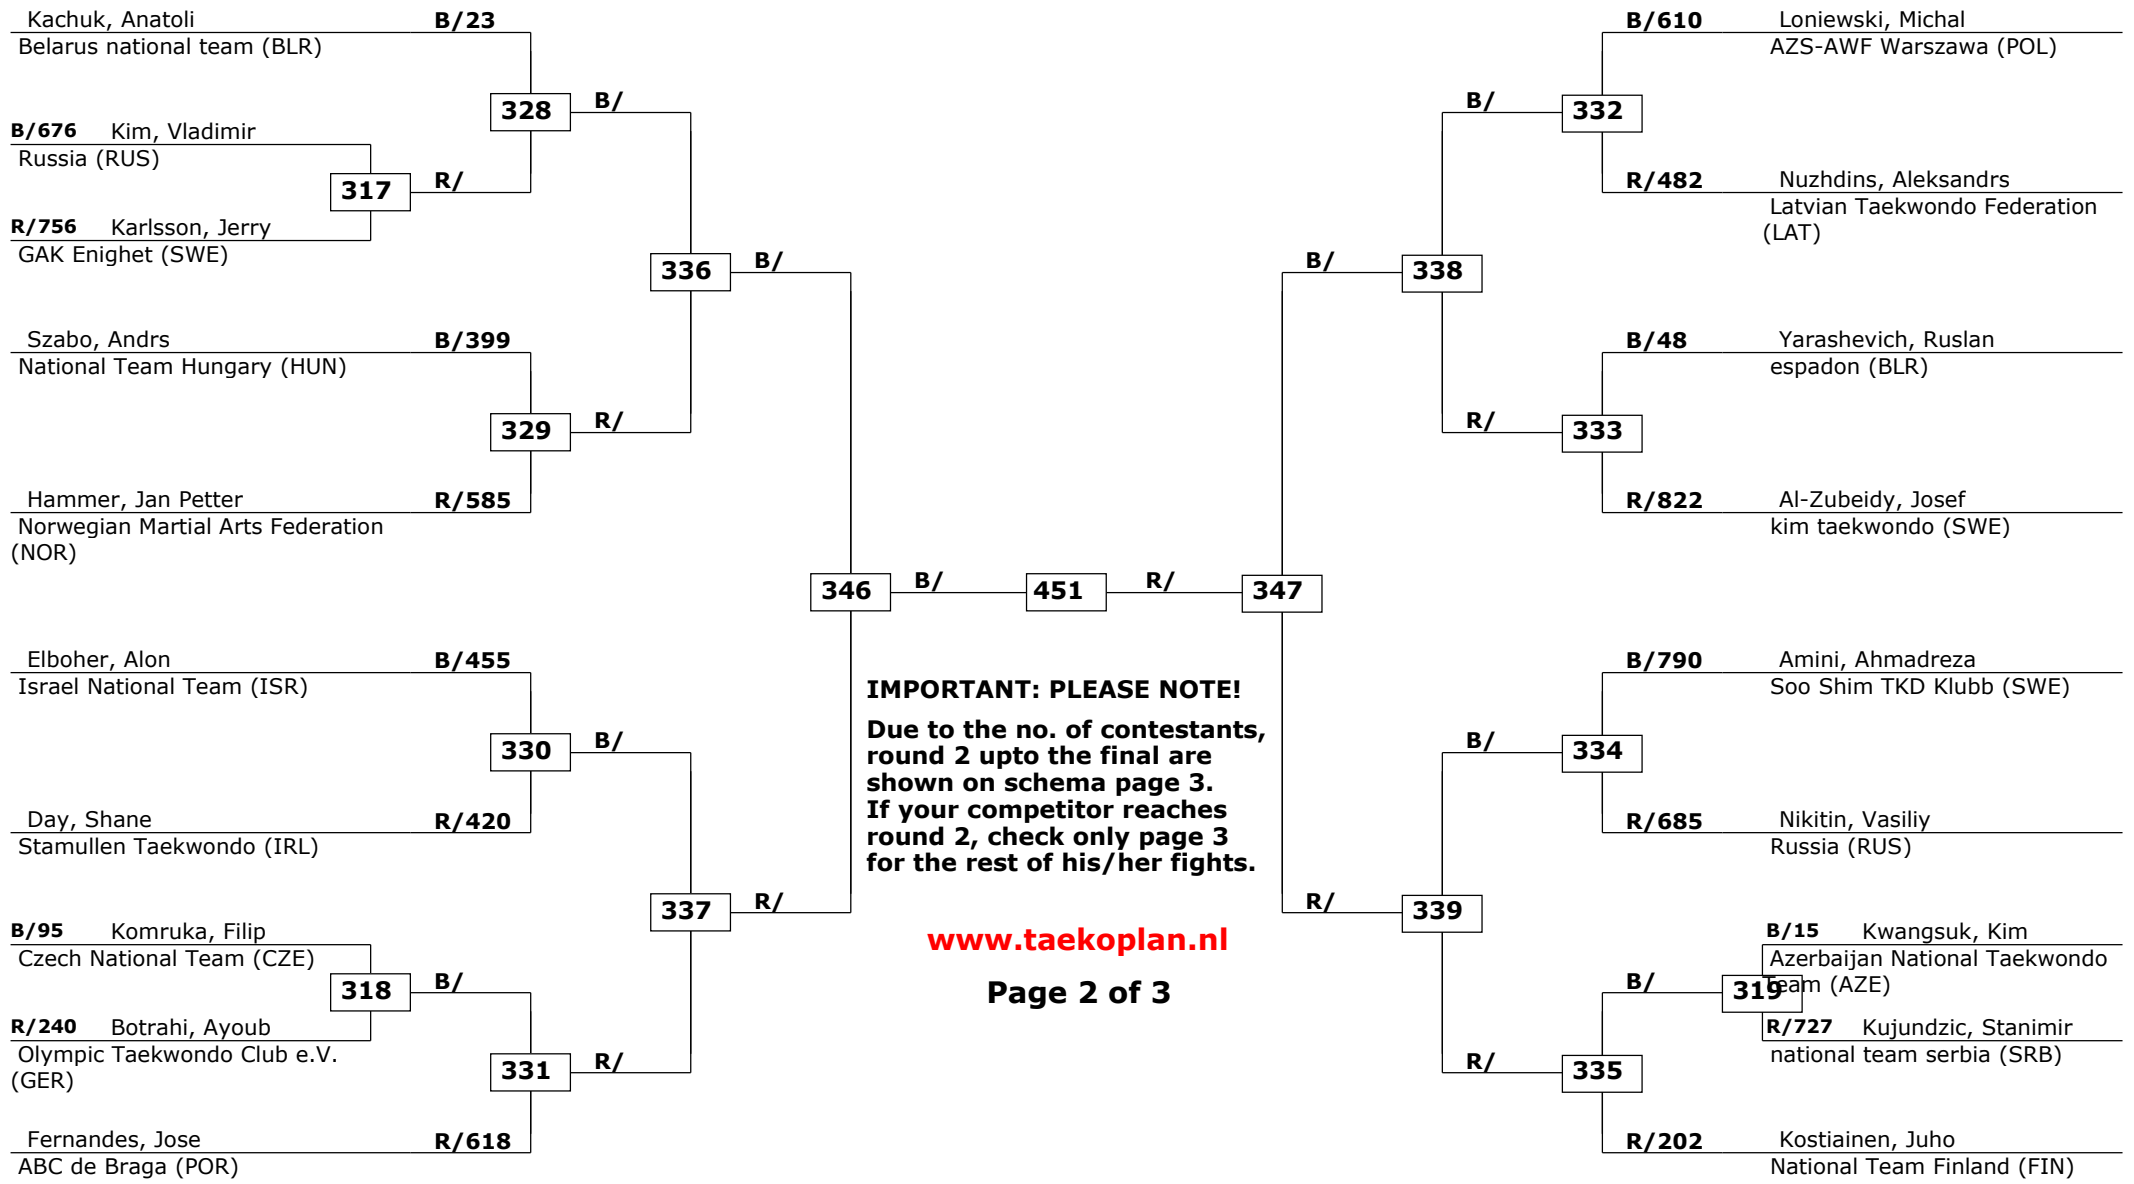 Kachuk, Anatoli B/23
Belarus national team (BLR)
328 B/
B/676 Kim, Vladimir
Russia (RUS)
317 R/
R/756 Karlsson, Jerry
GAK Enighet (SWE)
336 B/
Szabo, Andrs B/399
National Team Hungary (HUN)
329 R/
Hammer, Jan Petter R/585
Norwegian Martial Arts Federation
(NOR)
346 B/ 451 R/ 347
Elboher, Alon B/455
Israel National Team (ISR)
330 B/
Day, Shane R/420
Stamullen Taekwondo (IRL)
337 R/
B/95 Komruka, Filip
Czech National Team (CZE)
318 B/
R/240 Botrahi, Ayoub
Olympic Taekwondo Club e.V.
(GER)
331 R/
Fernandes, Jose R/618
ABC de Braga (POR)
IMPORTANT: PLEASE NOTE!
Due to the no. of contestants,
round 2 upto the final are
shown on schema page 3.
If your competitor reaches
round 2, check only page 3
for the rest of his/her fights.
www.taekoplan.nl
Page 2 of 3
B/610 Loniewski, Michal
AZS-AWF Warszawa (POL)
B/ 332
R/482 Nuzhdins, Aleksandrs
Latvian Taekwondo Federation
(LAT)
B/ 338
B/48 Yarashevich, Ruslan
espadon (BLR)
R/ 333
R/822 Al-Zubeidy, Josef
kim taekwondo (SWE)
B/790 Amini, Ahmadreza
Soo Shim TKD Klubb (SWE)
B/ 334
R/685 Nikitin, Vasiliy
Russia (RUS)
R/ 339
B/15 Kwangsuk, Kim
Azerbaijan National Taekwondo
Team (AZE)
B/ 319
R/727 Kujundzic, Stanimir
national team serbia (SRB)
R/ 335
R/202 Kostiainen, Juho
National Team Finland (FIN)